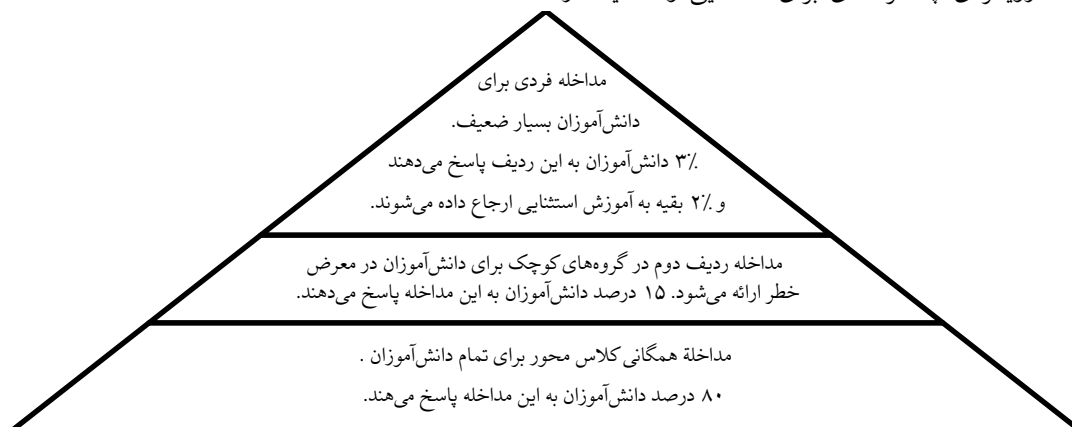 مداخله فردی برای
دانش‌آموزان بسیار ضعیف.
۳٪ دانش‌آموزان به این ردیف پاسخ می‌دهند
و ۲٪ بقیه به آموزش استثنایی ارجاع داده می‌شوند.
مداخله ردیف دوم در گروه‌های کوچک برای دانش‌آموزان در معرض
خطر ارائه می‌شود. ۱۵ درصد دانش‌آموزان به این مداخله پاسخ می‌دهند.
مداخلة همگانی کلاس محور برای تمام دانش‌آموزان .
۸۰ درصد دانش‌آموزان به این مداخله پاسخ می‌هند.